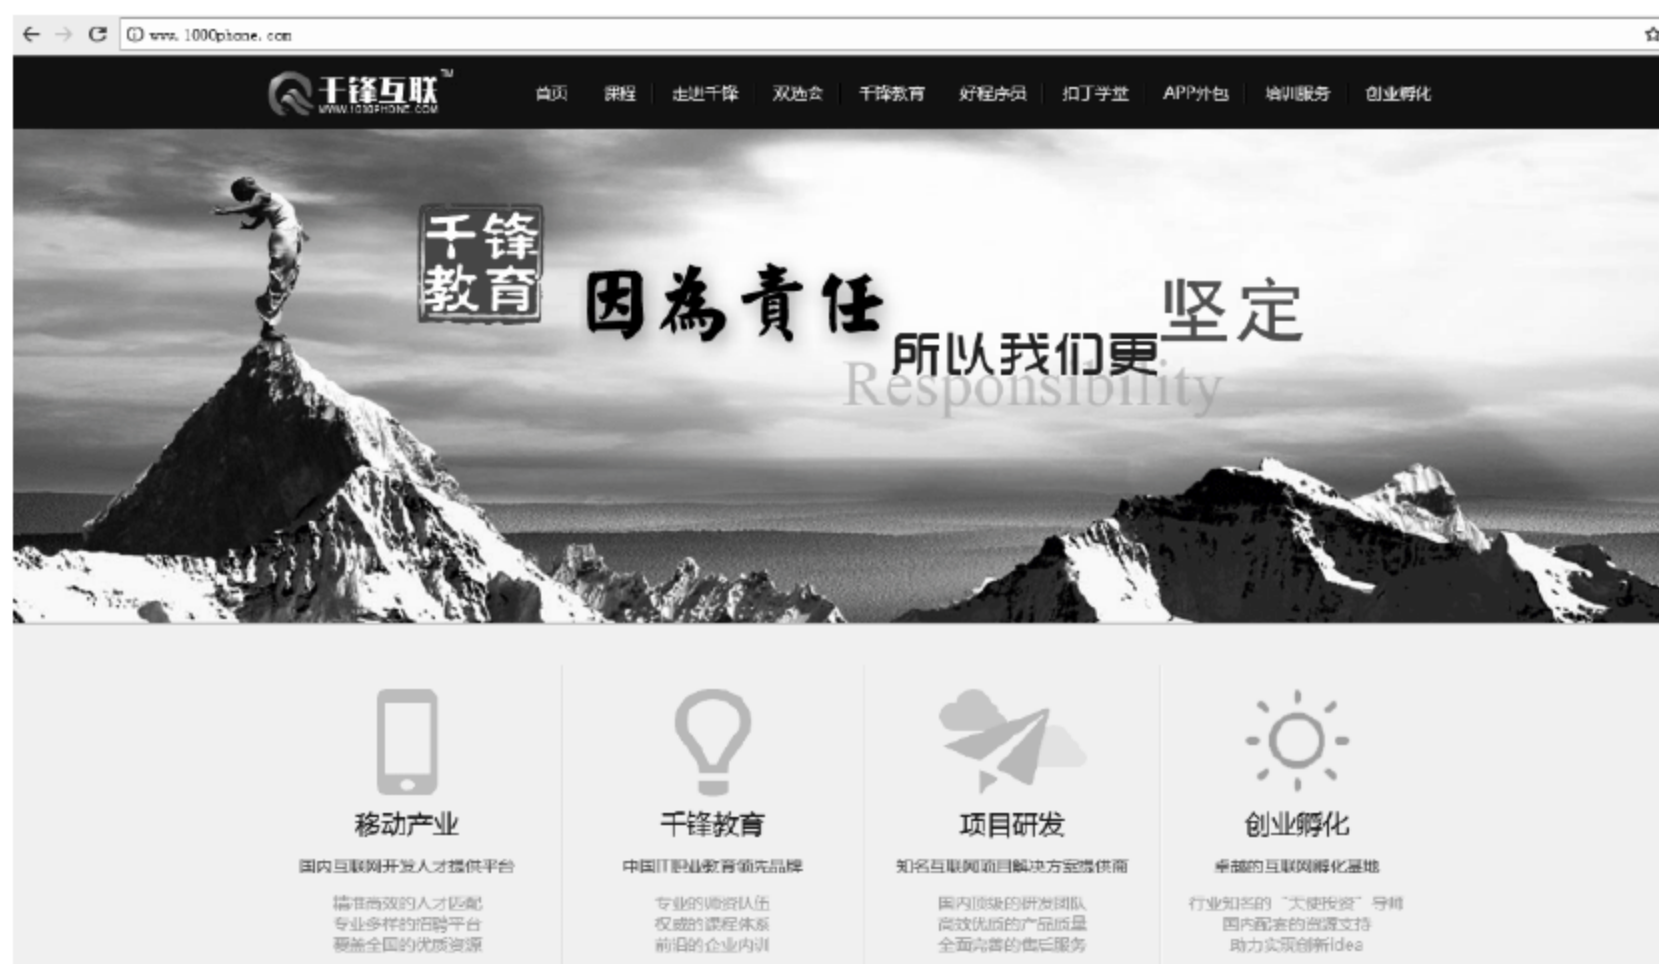 www.1000phone.com
千锋互联™
WWW.1000PHONE.COM
首页 课程 走进千锋 双选会 千锋教育 好程序员 扣丁学堂 APP外包 培训服务 创业孵化
千锋
教育
因為責任
坚定
所以我们更
Responsibility
移动产业 千锋教育 项目研发 创业孵化
国内互联网开发人才提供平台 中国IT职业教育领先品牌 知名互联网项目解决方案提供商 卓越的互联网孵化基地
精准高效的人才匹配 专业的师资队伍 国内顶级的研发团队 行业知名的“天使投资”导师
专业多样的招聘平台 权威的课程体系 高效优质的产品质量 国内配套的资源支持
覆盖全国的优质资源 前沿的企业内训 全面完善的售后服务 助力实现创新idea